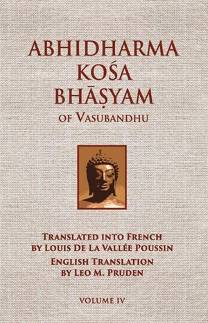 ABHIDHARMA
KOŚA
BHĀṢYAM
OF VASUBANDHU
TRANSLATED INTO FRENCH
BY LOUIS DE LA VALLÉE POUSSIN
ENGLISH TRANSLATION
BY LEO M. PRUDEN
VOLUME IV